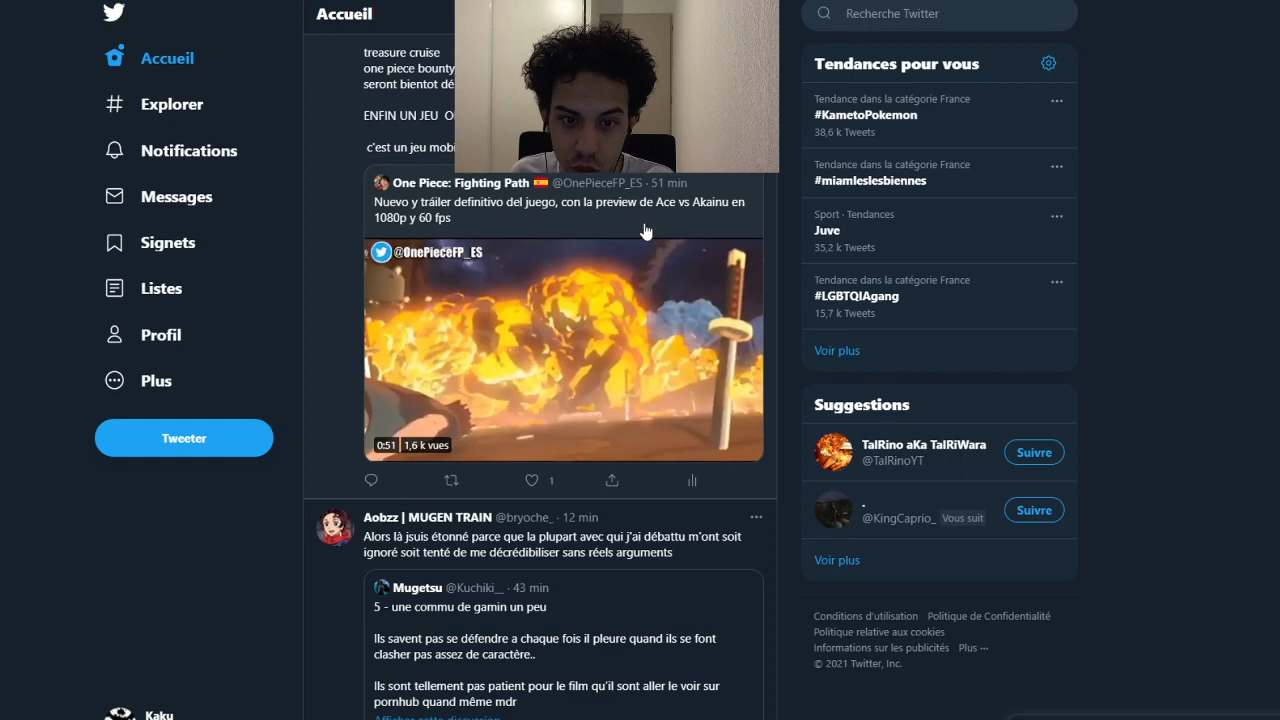 Accueil
Explorer
Notifications
Messages
Signets
Listes
Profil
Plus
Tweeter
Kaku
Accueil
treasure cruise
one piece bounty
seront bientot dé
ENFIN UN JEU O
c'est un jeu mobi
One Piece: Fighting Path 🇪🇸 @OnePieceFP_ES · 51 min
Nuevo y tráiler definitivo del juego, con la preview de Ace vs Akainu en
1080p y 60 fps
@OnePieceFP_ES
0:51 | 1,6 k vues
1
Aobzz | MUGEN TRAIN @bryoche_ · 12 min
Alors là jsuis étonné parce que la plupart avec qui j'ai débattu m'ont soit
ignoré soit tenté de me décrédibiliser sans réels arguments
Mugetsu @Kuchiki__ · 43 min
5 - une commu de gamin un peu
Ils savent pas se défendre a chaque fois il pleure quand ils se font
clasher pas assez de caractère..
Ils sont tellement pas patient pour le film qu'il sont aller le voir sur
pornhub quand même mdr
Afficher cette discussion
Recherche Twitter
Tendances pour vous
Tendance dans la catégorie France
#KametoPokemon
38,6 k Tweets
Tendance dans la catégorie France
#miamleslesbiennes
Sport · Tendances
Juve
35,2 k Tweets
Tendance dans la catégorie France
#LGBTQIAgang
15,7 k Tweets
Voir plus
Suggestions
TalRino aKa TalRiWara
@TalRinoYT
Suivre
.
@KingCaprio_ Vous suit
Suivre
Voir plus
Conditions d'utilisation Politique de Confidentialité
Politique relative aux cookies
Informations sur les publicités Plus ···
© 2021 Twitter, Inc.